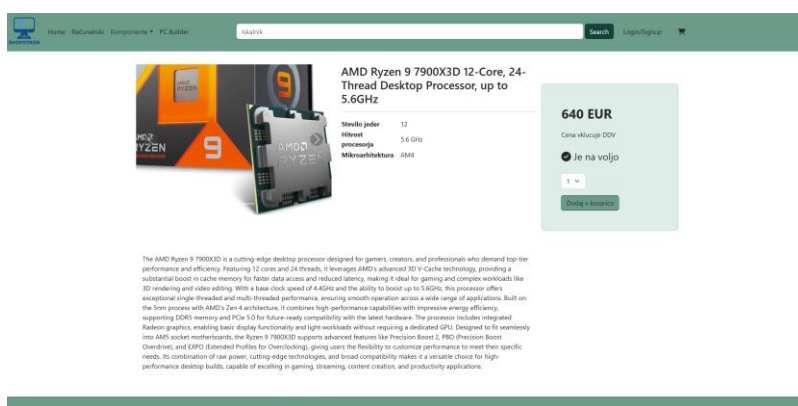 SHOPOTRON
Home Računalniki Komponente PC Builder Iskalnik Search Login/Signup
AMD Ryzen 9 7900X3D 12-Core, 24-
Thread Desktop Processor, up to
5.6GHz
Število jeder 12
Hitrost
procesorja 5.6 GHz
Mikroarhitektura AM4
640 EUR
Cena vkljucuje DDV
Je na voljo
1
Dodaj v kosarico
AMD
RYZEN
9
AMD
RYZEN
9
AMD
RYZEN
The AMD Ryzen 9 7900X3D is a cutting-edge desktop processor designed for gamers, creators, and professionals who demand top-tier
performance and efficiency. Featuring 12 cores and 24 threads, it leverages AMD's advanced 3D V-Cache technology, providing a
substantial boost in cache memory for faster data access and reduced latency, making it ideal for gaming and complex workloads like
3D rendering and video editing. With a base clock speed of 4.4GHz and the ability to boost up to 5.6GHz, this processor offers
exceptional single-threaded and multi-threaded performance, ensuring smooth operation across a wide range of applications. Built on
the 5nm process with AMD's Zen 4 architecture, it combines high-performance capabilities with impressive energy efficiency,
supporting DDR5 memory and PCIe 5.0 for future-ready compatibility with the latest hardware. The processor includes integrated
Radeon graphics, enabling basic display functionality and light workloads without requiring a dedicated GPU. Designed to fit seamlessly
into AM5 socket motherboards, the Ryzen 9 7900X3D supports advanced features like Precision Boost 2, PBO (Precision Boost
Overdrive), and EXPO (Extended Profiles for Overclocking), giving users the flexibility to customize performance to meet their specific
needs. Its combination of raw power, cutting-edge technologies, and broad compatibility makes it a versatile choice for high-
performance desktop builds, capable of excelling in gaming, streaming, content creation, and productivity applications.